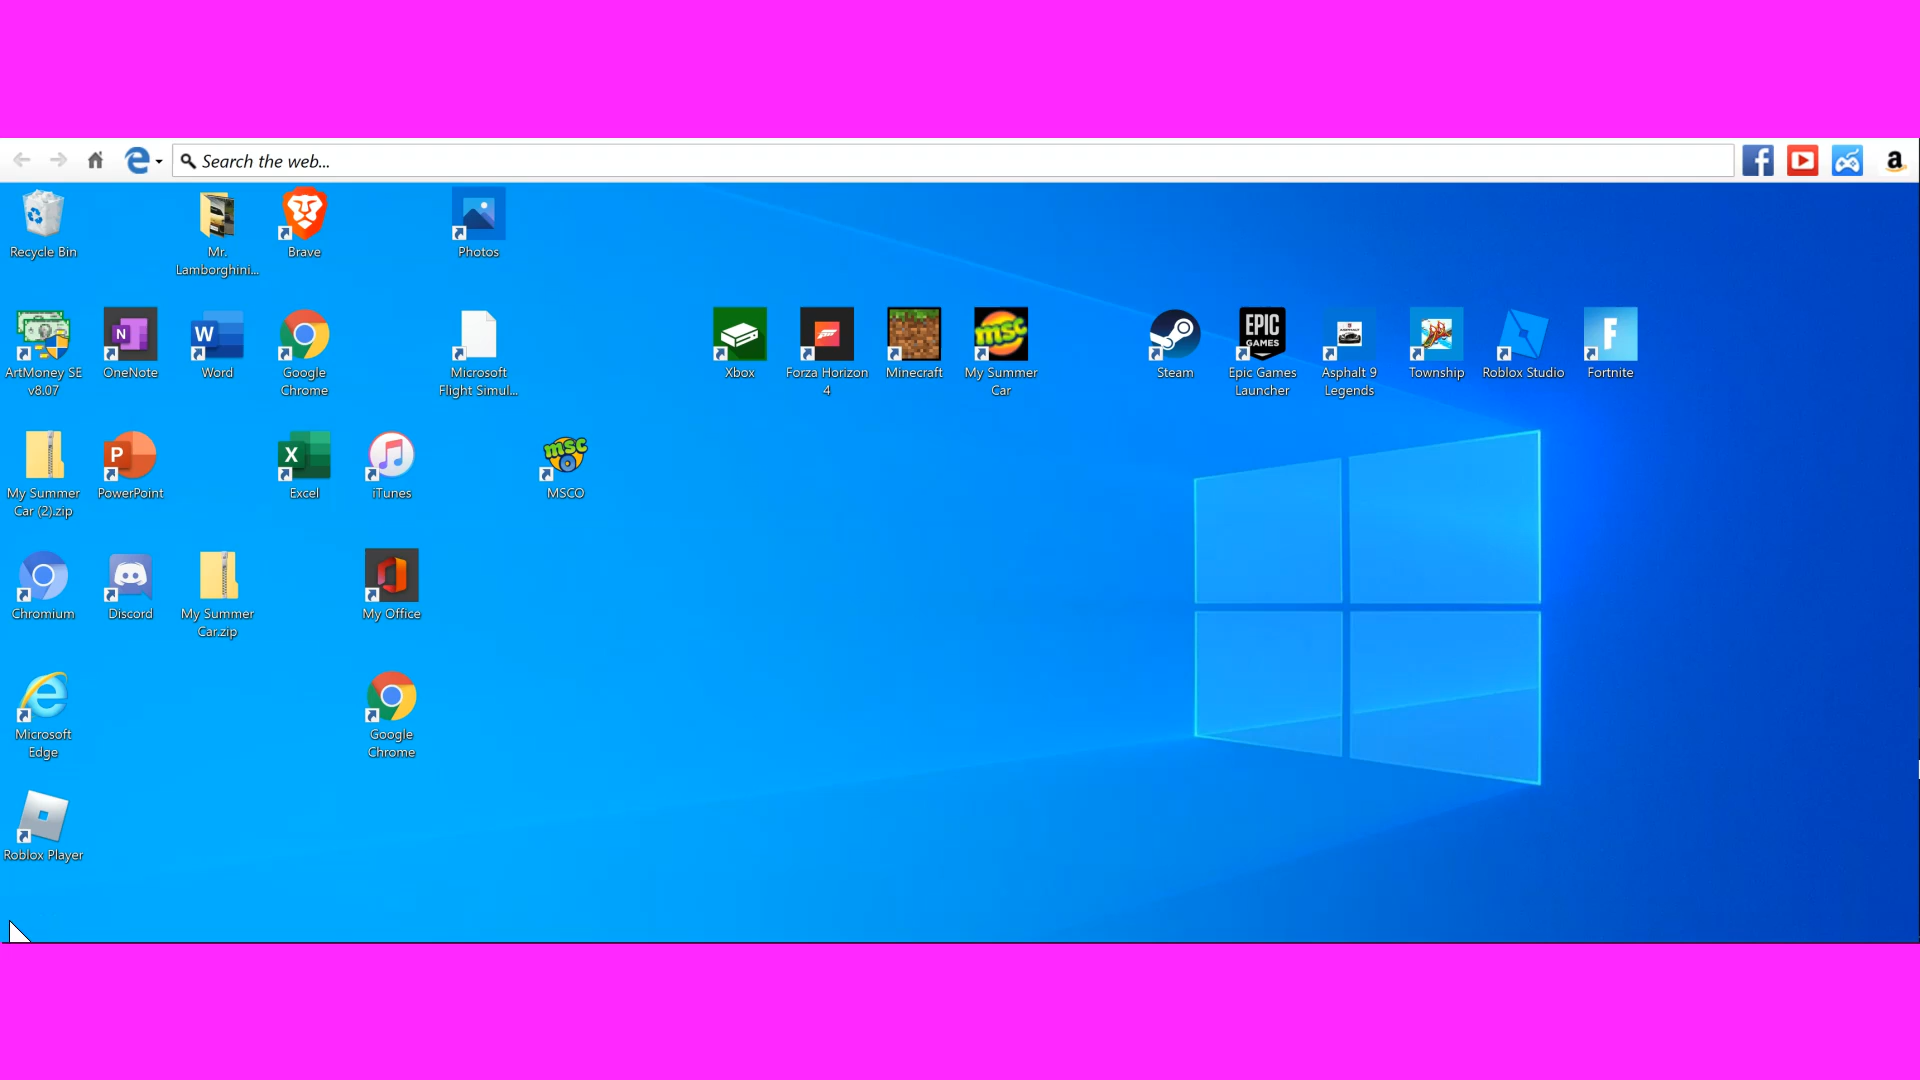 Search the web...
Recycle Bin
Mr.
Lamborghini...
Brave
Photos
ArtMoney SE
v8.07
OneNote
Word
Google
Chrome
Microsoft
Flight Simul...
Xbox
Forza Horizon
4
Minecraft
msc
My Summer
Car
Steam
EPIC
GAMES
Epic Games
Launcher
Asphalt 9
Legends
Township
Roblox Studio
F
Fortnite
My Summer
Car (2).zip
P
PowerPoint
X
Excel
iTunes
msc
MSCO
Chromium
Discord
My Summer
Car.zip
My Office
Microsoft
Edge
Google
Chrome
Roblox Player